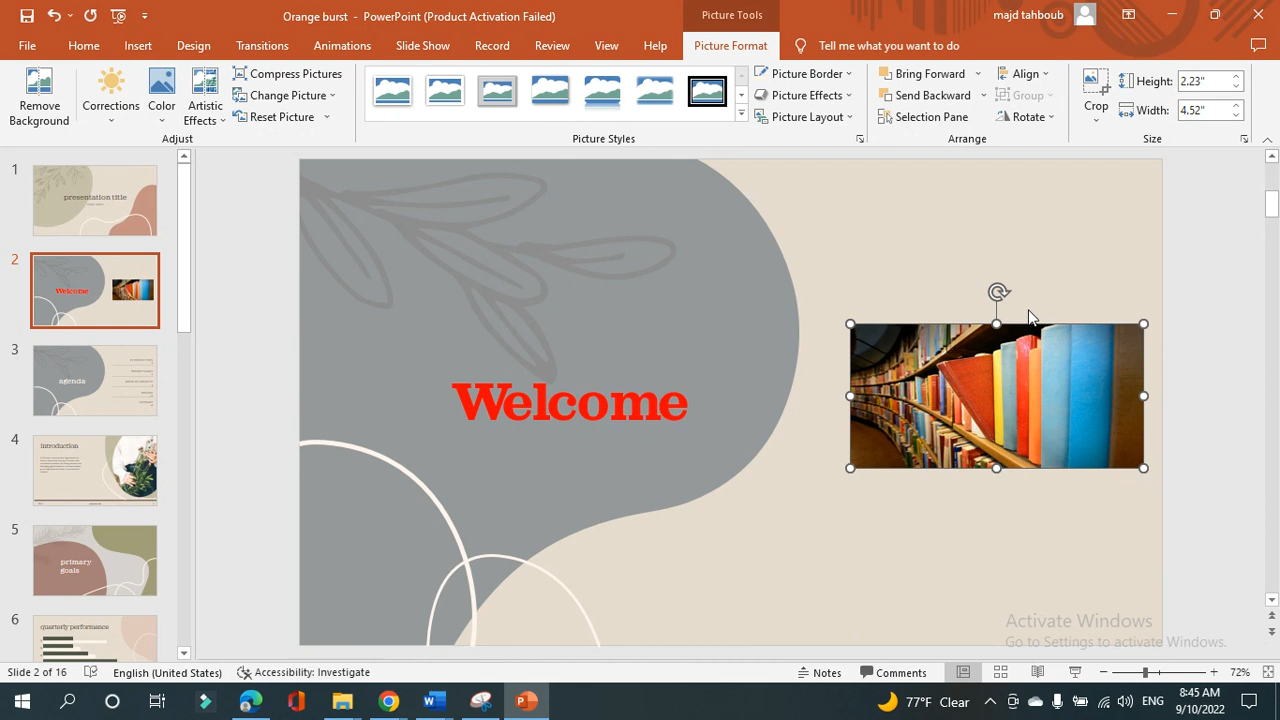 Orange burst - PowerPoint (Product Activation Failed)
Picture Tools
majd tahboub
File Home Insert Design Transitions Animations Slide Show Record Review View Help Picture Format Tell me what you want to do
Remove Background
Corrections
Color
Artistic Effects
Compress Pictures
Change Picture
Reset Picture
Adjust
Picture Styles
Picture Border
Picture Effects
Picture Layout
Bring Forward
Send Backward
Selection Pane
Align
Group
Rotate
Arrange
Crop
Height: 2.23"
Width: 4.52"
Size
1
presentation title
2
Welcome
3
agenda
4
introduction
5
primary
goals
6
quarterly performance
Welcome
Activate Windows
Go to Settings to activate Windows.
Slide 2 of 16 English (United States) Accessibility: Investigate Notes Comments 72%
77°F Clear ENG
8:45 AM
9/10/2022